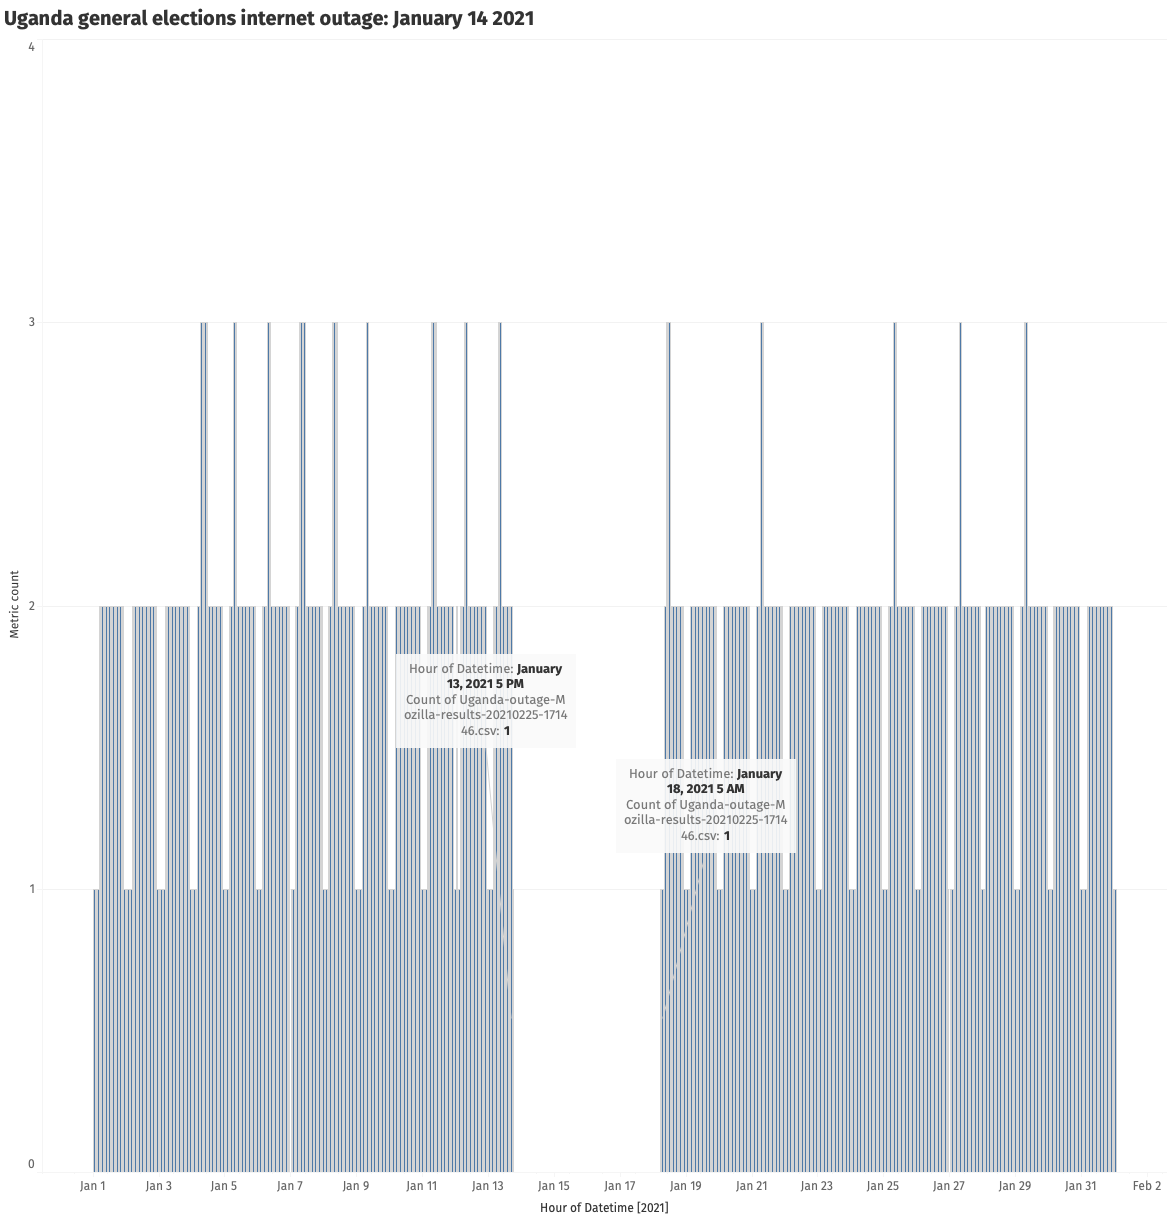 Uganda general elections internet outage: January 14 2021
4
3
2
1
0
Metric count
Hour of Datetime: January
13, 2021 5 PM
Count of Uganda-outage-M
ozilla-results-20210225-1714
46.csv: 1
Hour of Datetime: January
18, 2021 5 AM
Count of Uganda-outage-M
ozilla-results-20210225-1714
46.csv: 1
Jan 1 Jan 3 Jan 5 Jan 7 Jan 9 Jan 11 Jan 13 Jan 15 Jan 17 Jan 19 Jan 21 Jan 23 Jan 25 Jan 27 Jan 29 Jan 31 Feb 2
Hour of Datetime [2021]